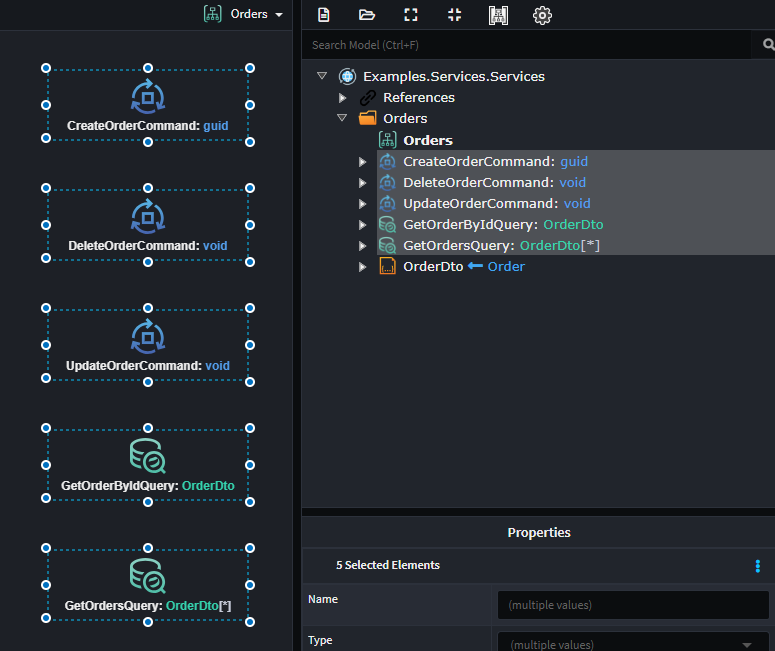 Orders
CreateOrderCommand: guid
DeleteOrderCommand: void
UpdateOrderCommand: void
GetOrderByIdQuery: OrderDto
GetOrdersQuery: OrderDto[*]
Search Model (Ctrl+F)
Examples.Services.Services
References
Orders
Orders
CreateOrderCommand: guid
DeleteOrderCommand: void
UpdateOrderCommand: void
GetOrderByIdQuery: OrderDto
GetOrdersQuery: OrderDto[*]
OrderDto ← Order
Properties
5 Selected Elements
Name (multiple values)
Type (multiple values)